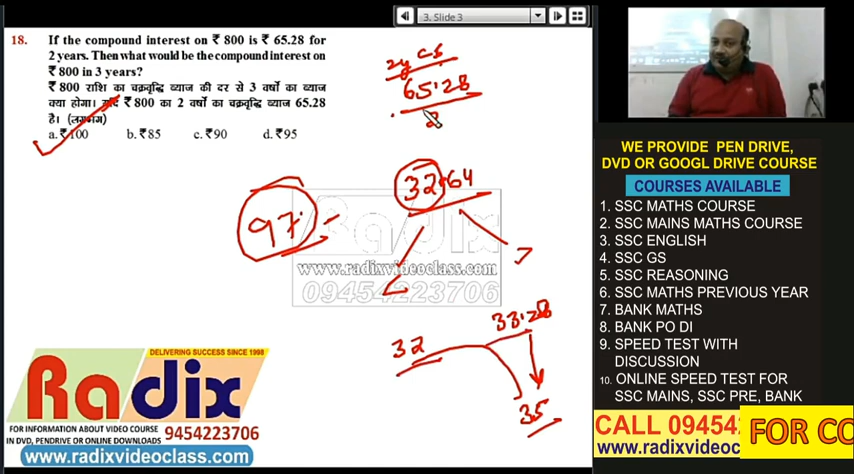 3. Slide 3
18. If the compound interest on ₹ 800 is ₹ 65.28 for
2 years. Then what would be the compound interest on
₹ 800 in 3 years?
₹ 800 राशि का चक्रवृद्धि व्याज की दर से 3 वर्षो का व्याज
क्या होगा। यदि ₹ 800 का 2 वर्षो का चक्रवृद्धि व्याज 65.28
है। (लगभग)
a. ₹100 b. ₹85 c. ₹90 d. ₹95
2y
65.28
2
32.64
97
33.28
32
35
Radix
www.radixvideoclass.com
09454223706
DELIVERING SUCCESS SINCE 1998
Radix
FOR INFORMATION ABOUT VIDEO COURSE
IN DVD, PENDRIVE OR ONLINE DOWNLOADS 9454223706
www.radixvideoclass.com
WE PROVIDE PEN DRIVE,
DVD OR GOOGL DRIVE COURSE
COURSES AVAILABLE
1. SSC MATHS COURSE
2. SSC MAINS MATHS COURSE
3. SSC ENGLISH
4. SSC GS
5. SSC REASONING
6. SSC MATHS PREVIOUS YEAR
7. BANK MATHS
8. BANK PO DI
9. SPEED TEST WITH
DISCUSSION
10. ONLINE SPEED TEST FOR
SSC MAINS, SSC PRE, BANK
CALL 09454
FOR CO
www.radixvideoclass.com